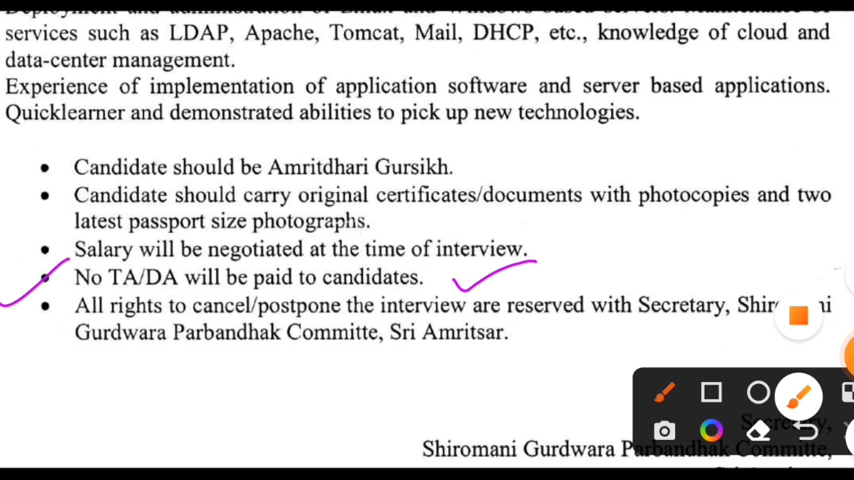 services such as LDAP, Apache, Tomcat, Mail, DHCP, etc., knowledge of cloud and
data-center management.
Experience of implementation of application software and server based applications.
Quicklearner and demonstrated abilities to pick up new technologies.
• Candidate should be Amritdhari Gursikh.
• Candidate should carry original certificates/documents with photocopies and two
latest passport size photographs.
• Salary will be negotiated at the time of interview.
• No TA/DA will be paid to candidates.
• All rights to cancel/postpone the interview are reserved with Secretary,
Gurdwara Parbandhak Committe, Sri Amritsar.
Secretary,
Shiromani Gurdwara Parbandhak Committe,